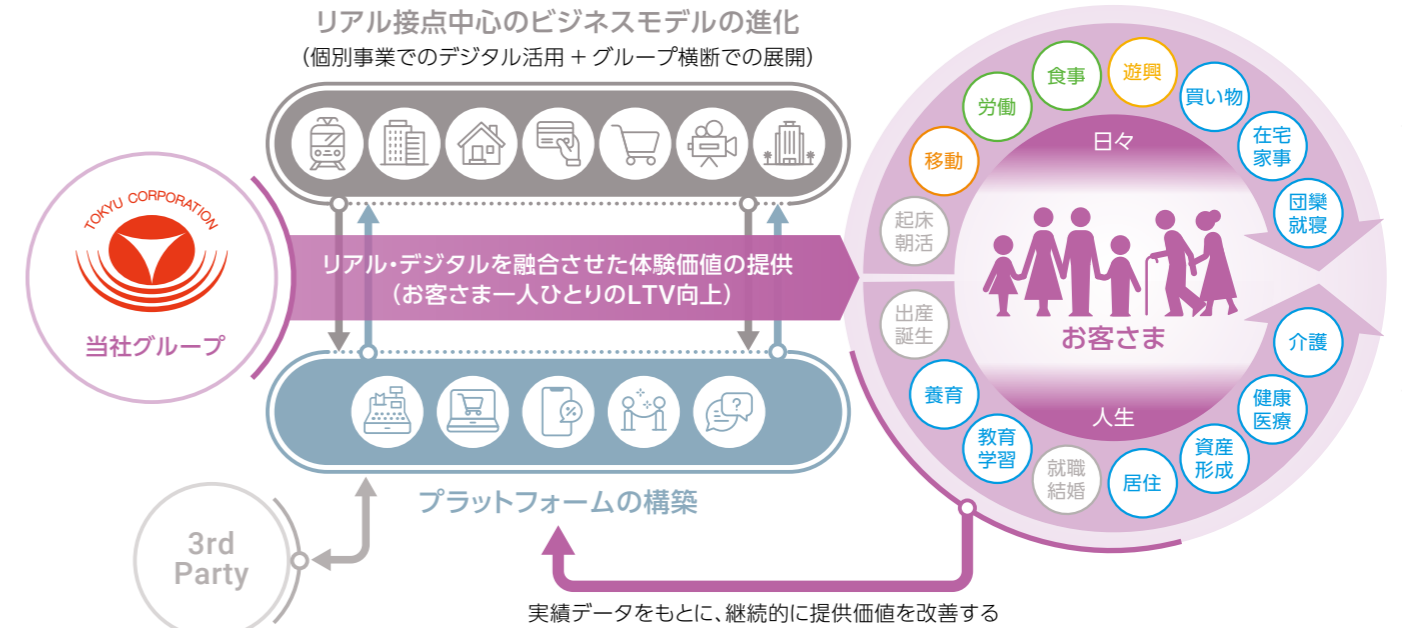 リアル接点中心のビジネスモデルの進化
（個別事業でのデジタル活用 + グループ横断での展開）
TOKYU CORPORATION
当社グループ
リアル・デジタルを融合させた体験価値の提供
（お客さま一人ひとりのLTV向上）
プラットフォームの構築
3rd
Party
実績データをもとに、継続的に提供価値を改善する
日々
起床
朝活
移動
労働
食事
遊興
買い物
在宅
家事
団欒
就寝
お客さま
人生
出産
誕生
養育
教育
学習
就職
結婚
居住
資産
形成
健康
医療
介護
%
?